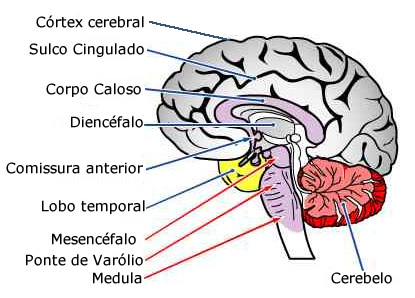 Córtex cerebral
Sulco Cingulado
Corpo Caloso
Diencéfalo
Comissura anterior
Lobo temporal
Mesencéfalo
Ponte de Varólio
Medula
Cerebelo